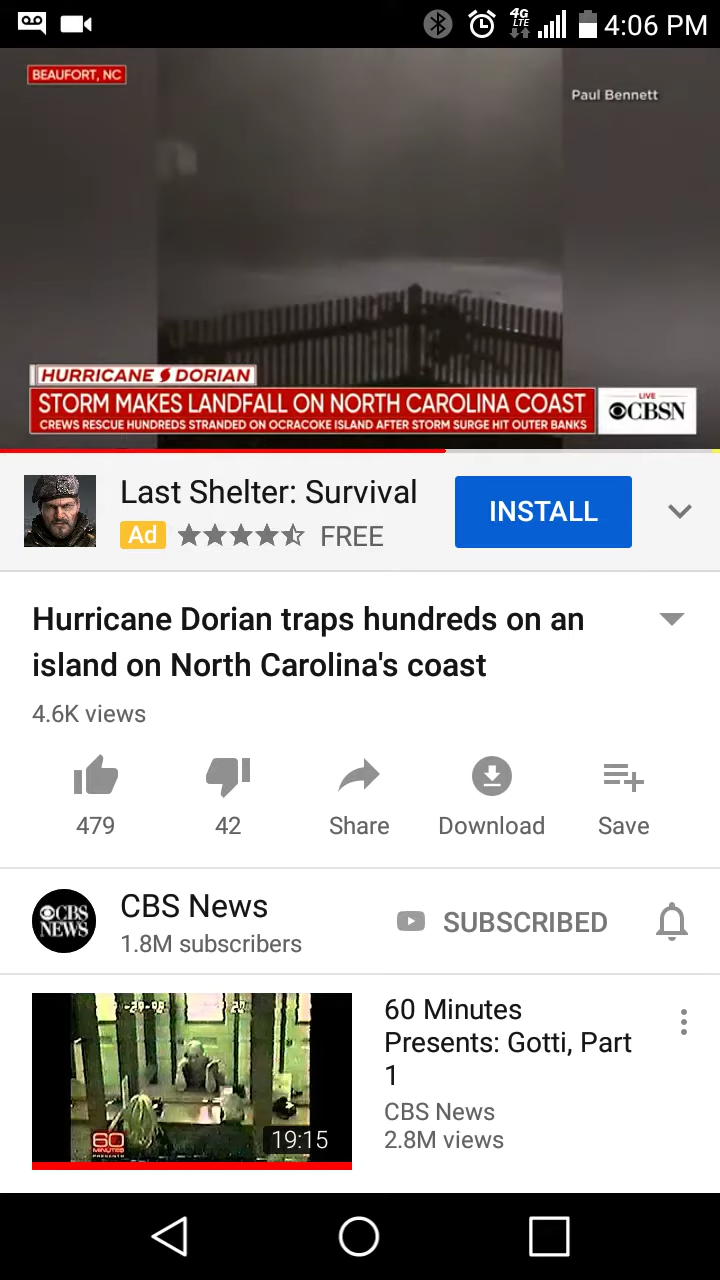 4G
LTE
4:06 PM
BEAUFORT, NC
Paul Bennett
HURRICANE DORIAN
STORM MAKES LANDFALL ON NORTH CAROLINA COAST
CREWS RESCUE HUNDREDS STRANDED ON OCRACOKE ISLAND AFTER STORM SURGE HIT OUTER BANKS
LIVE
CBSN
Last Shelter: Survival
INSTALL
Ad
FREE
Hurricane Dorian traps hundreds on an
island on North Carolina's coast
4.6K views
479
42
Share
Download
Save
CBS
NEWS
CBS News
1.8M subscribers
SUBSCRIBED
60
MINUTES
PRESENTS
19:15
60 Minutes
Presents: Gotti, Part
1
CBS News
2.8M views